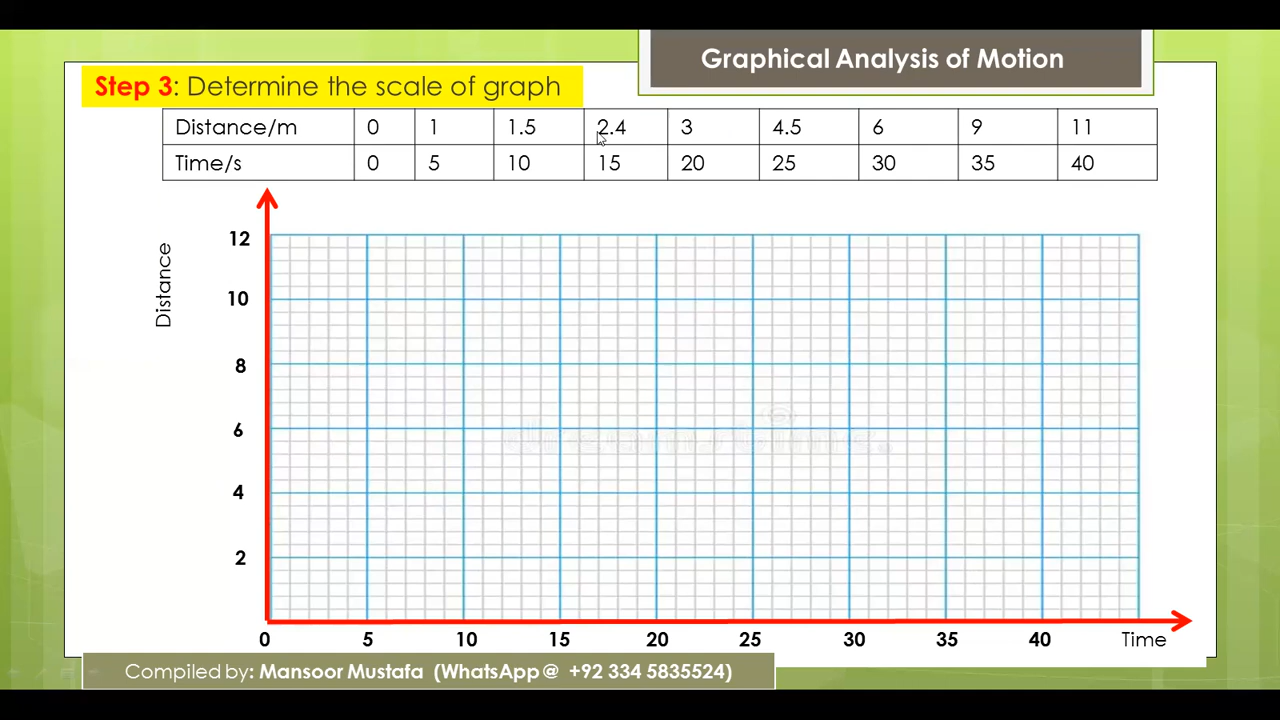 Graphical Analysis of Motion
Step 3: Determine the scale of graph
Distance/m 0 1 1.5 2.4 3 4.5 6 9 11
Time/s 0 5 10 15 20 25 30 35 40
Distance
12
10
8
6
4
2
0 5 10 15 20 25 30 35 40 Time
Compiled by: Mansoor Mustafa (WhatsApp @ +92 334 5835524)